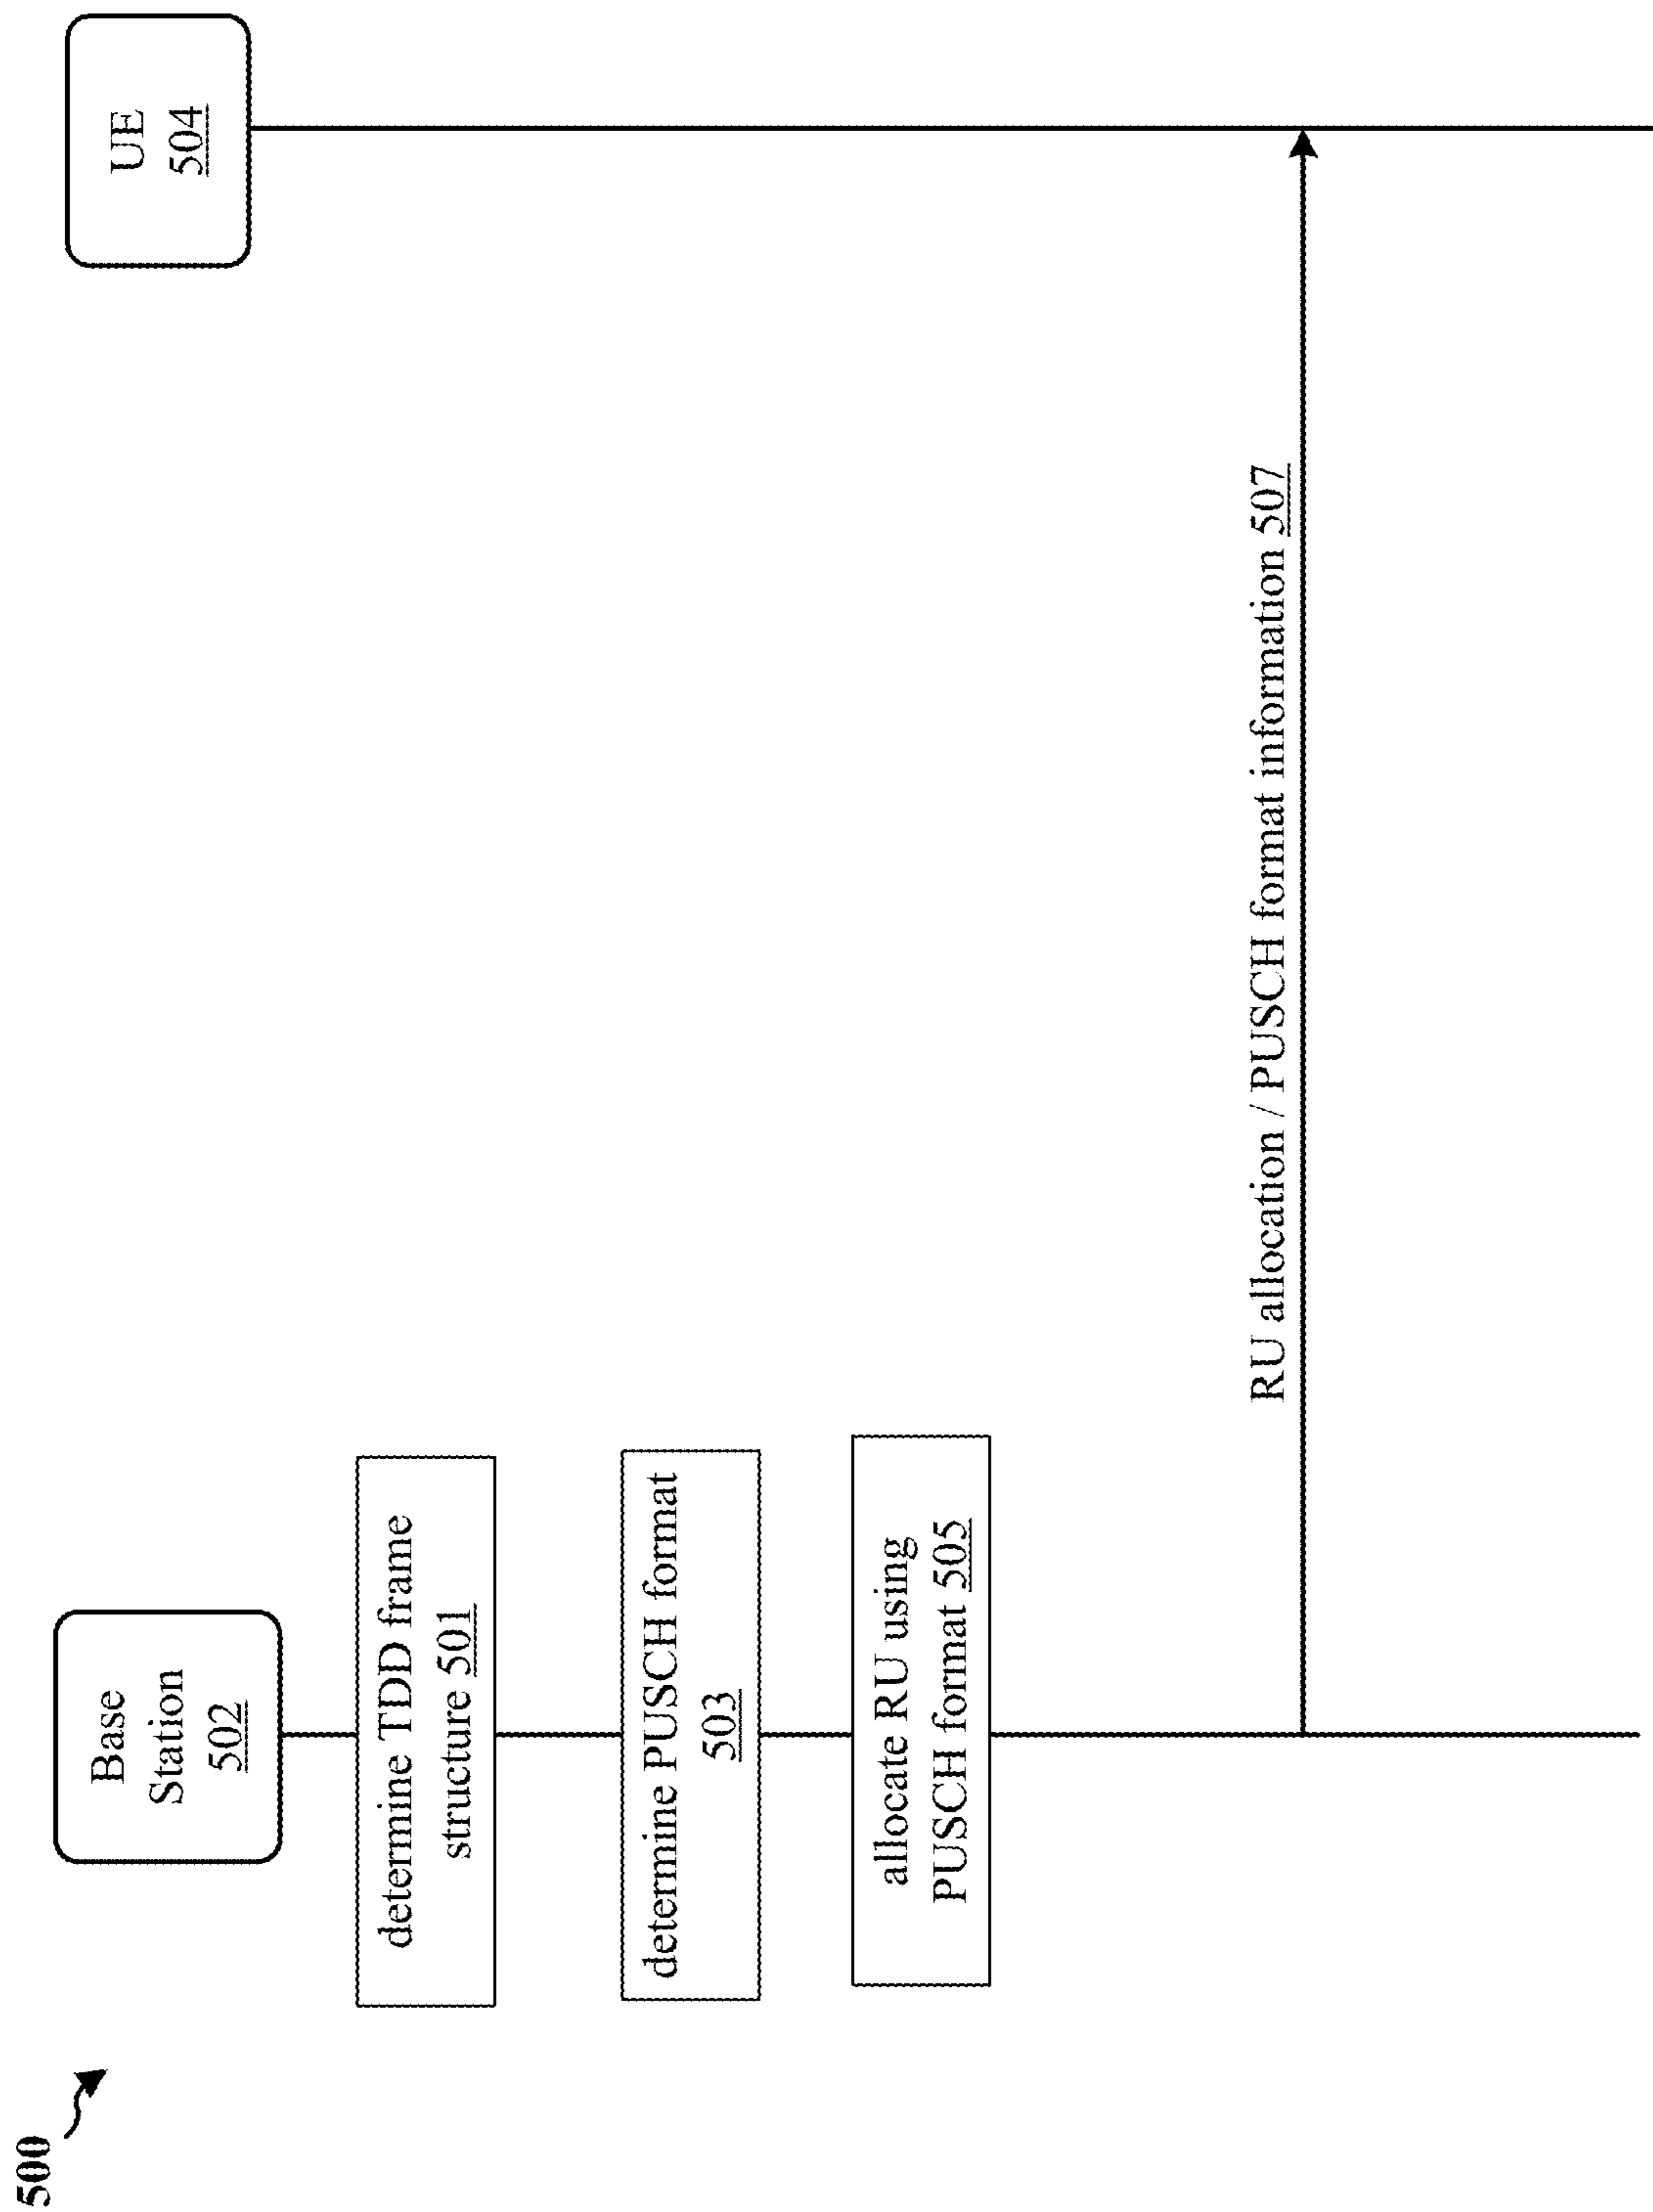 500
Base
Station
502
UE
504
determine TDD frame
structure 501
determine PUSCH format
503
allocate RU using
PUSCH format 505
RU allocation / PUSCH format information 507